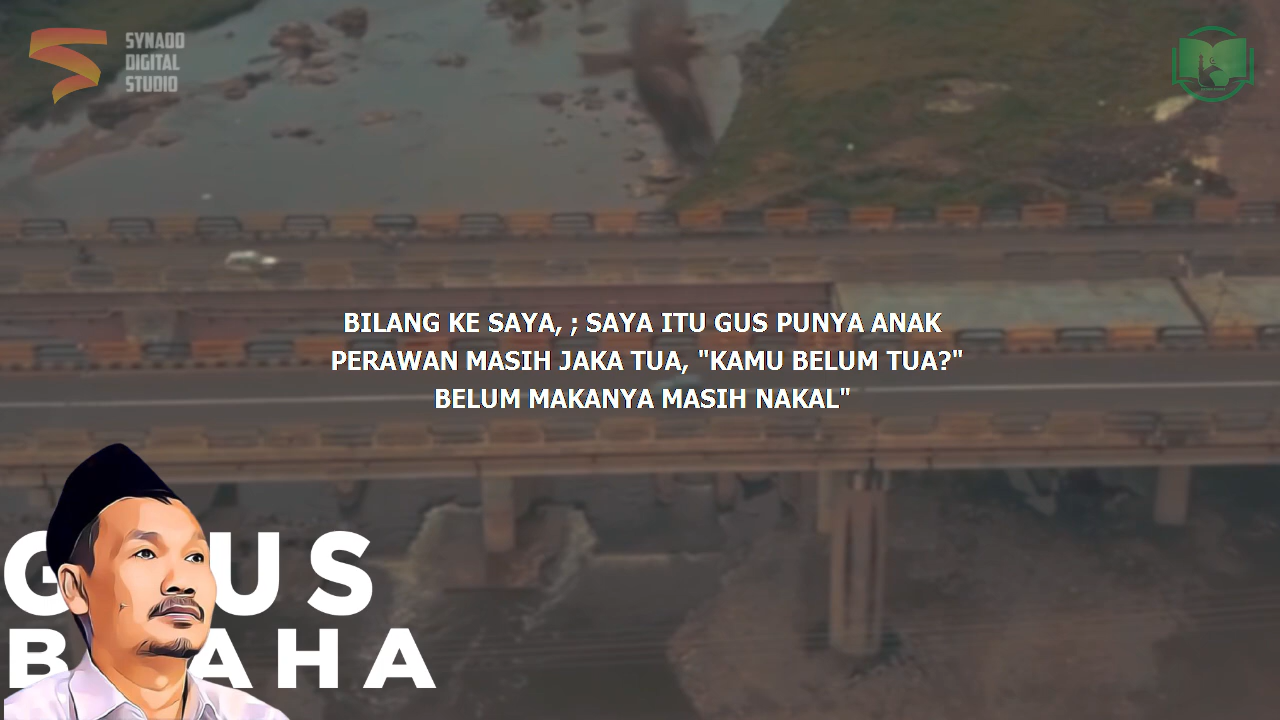 SYNADO
DIGITAL
STUDIO
BILANG KE SAYA, ; SAYA ITU GUS PUNYA ANAK
PERAWAN MASIH JAKA TUA, "KAMU BELUM TUA?"
BELUM MAKANYA MASIH NAKAL"
GUS
BAHA